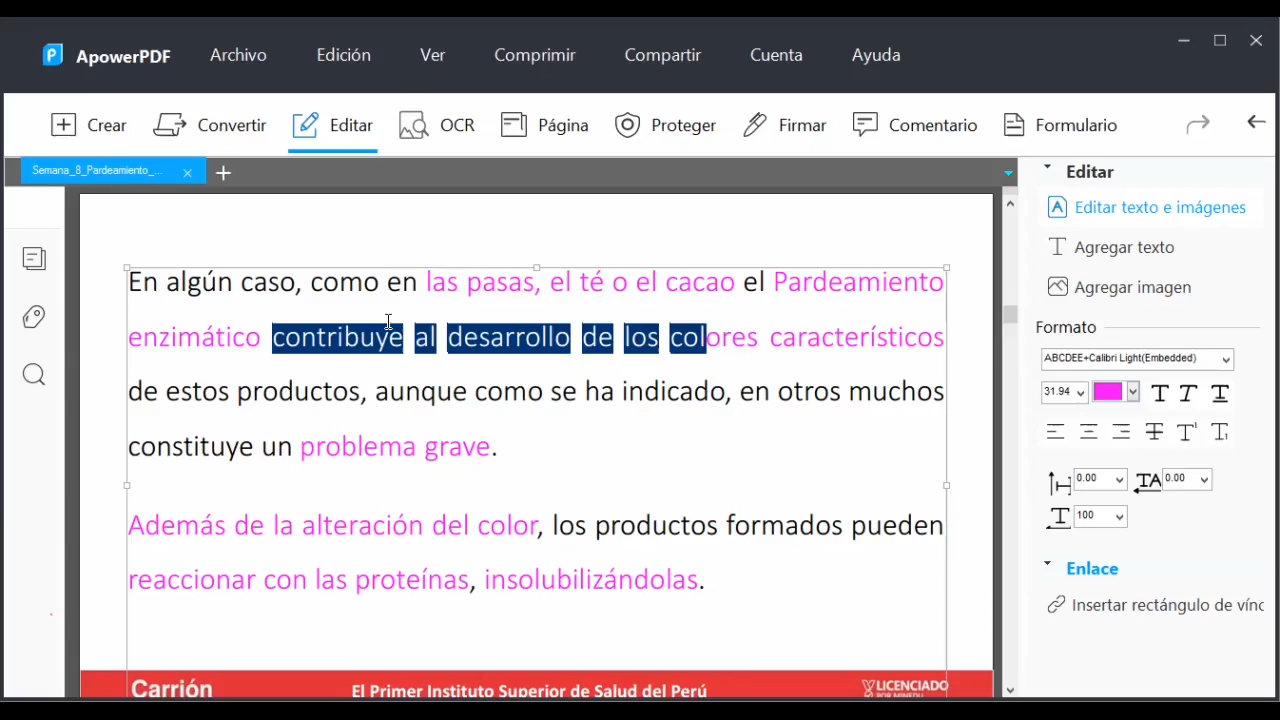 ApowerPDF Archivo Edición Ver Comprimir Compartir Cuenta Ayuda
Crear Convertir Editar OCR Página Proteger Firmar Comentario Formulario
Semana_8_Pardeamiento_...
En algún caso, como en las pasas, el té o el cacao el Pardeamiento
enzimático contribuye al desarrollo de los colores característicos
de estos productos, aunque como se ha indicado, en otros muchos
constituye un problema grave.
Además de la alteración del color, los productos formados pueden
reaccionar con las proteínas, insolubilizándolas.
Carrión El Primer Instituto Superior de Salud del Perú LICENCIADO
POR MINEDU
Editar
Editar texto e imágenes
Agregar texto
Agregar imagen
Formato
ABCDEE+Calibri Light(Embedded)
31.94
0.00 0.00
100
Enlace
Insertar rectángulo de vínc